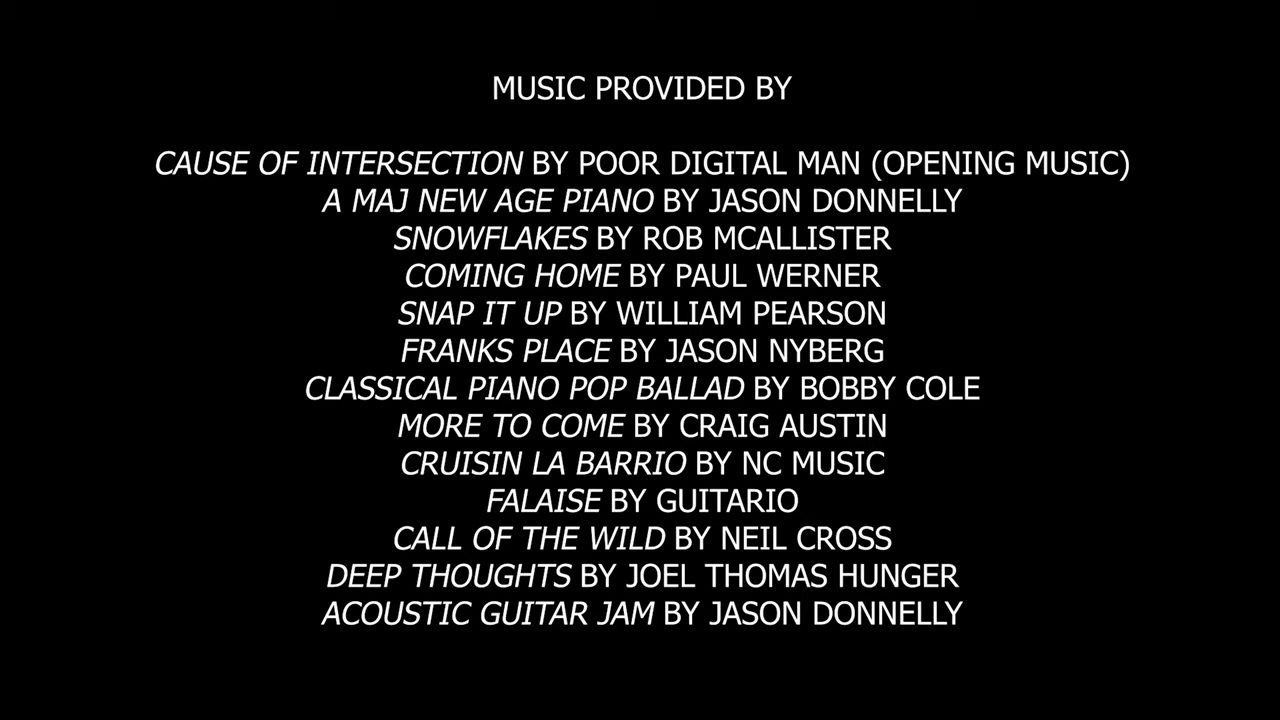 MUSIC PROVIDED BY
CAUSE OF INTERSECTION BY POOR DIGITAL MAN (OPENING MUSIC)
A MAJ NEW AGE PIANO BY JASON DONNELLY
SNOWFLAKES BY ROB MCALLISTER
COMING HOME BY PAUL WERNER
SNAP IT UP BY WILLIAM PEARSON
FRANKS PLACE BY JASON NYBERG
CLASSICAL PIANO POP BALLAD BY BOBBY COLE
MORE TO COME BY CRAIG AUSTIN
CRUISIN LA BARRIO BY NC MUSIC
FALAISE BY GUITARIO
CALL OF THE WILD BY NEIL CROSS
DEEP THOUGHTS BY JOEL THOMAS HUNGER
ACOUSTIC GUITAR JAM BY JASON DONNELLY